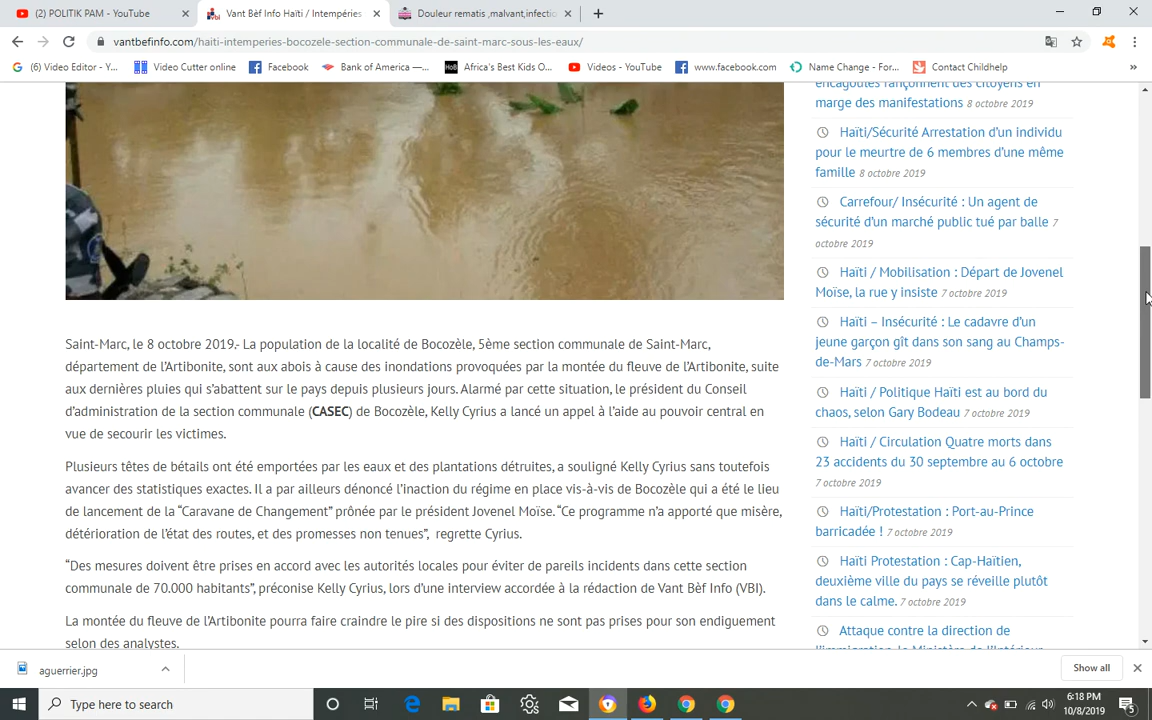 (2) POLITIK PAM - YouTube
Vant Bèf Info Haïti / Intempéries
Douleur rematis ,malvant,infectio
vantbefinfo.com/haiti-intemperies-bocozele-section-communale-de-saint-marc-sous-les-eaux/
(6) Video Editor - Y...
Video Cutter online
Facebook
Bank of America —...
HoB
Africa's Best Kids O...
Videos - YouTube
www.facebook.com
Name Change - For...
Contact Childhelp
encagoulés rançonnent des citoyens en
marge des manifestations 8 octobre 2019
Haïti/Sécurité Arrestation d'un individu
pour le meurtre de 6 membres d'une même
famille 8 octobre 2019
Carrefour/ Insécurité : Un agent de
sécurité d'un marché public tué par balle 7
octobre 2019
Haïti / Mobilisation : Départ de Jovenel
Moïse, la rue y insiste 7 octobre 2019
Haïti – Insécurité : Le cadavre d'un
jeune garçon gît dans son sang au Champs-
de-Mars 7 octobre 2019
Haïti / Politique Haïti est au bord du
chaos, selon Gary Bodeau 7 octobre 2019
Haïti / Circulation Quatre morts dans
23 accidents du 30 septembre au 6 octobre
7 octobre 2019
Haïti/Protestation : Port-au-Prince
barricadée ! 7 octobre 2019
Haïti Protestation : Cap-Haïtien,
deuxième ville du pays se réveille plutôt
dans le calme. 7 octobre 2019
Attaque contre la direction de
l'immigration, le Ministère de l'Intérieur
Saint-Marc, le 8 octobre 2019.- La population de la localité de Bocozèle, 5ème section communale de Saint-Marc,
département de l'Artibonite, sont aux abois à cause des inondations provoquées par la montée du fleuve de l'Artibonite, suite
aux dernières pluies qui s'abattent sur le pays depuis plusieurs jours. Alarmé par cette situation, le président du Conseil
d'administration de la section communale (CASEC) de Bocozèle, Kelly Cyrius a lancé un appel à l'aide au pouvoir central en
vue de secourir les victimes.
Plusieurs têtes de bétails ont été emportées par les eaux et des plantations détruites, a souligné Kelly Cyrius sans toutefois
avancer des statistiques exactes. Il a par ailleurs dénoncé l'inaction du régime en place vis-à-vis de Bocozèle qui a été le lieu
de lancement de la "Caravane de Changement" prônée par le président Jovenel Moïse. "Ce programme n'a apporté que misère,
détérioration de l'état des routes, et des promesses non tenues", regrette Cyrius.
"Des mesures doivent être prises en accord avec les autorités locales pour éviter de pareils incidents dans cette section
communale de 70.000 habitants", préconise Kelly Cyrius, lors d'une interview accordée à la rédaction de Vant Bèf Info (VBI).
La montée du fleuve de l'Artibonite pourra faire craindre le pire si des dispositions ne sont pas prises pour son endiguement
selon des analystes.
aguerrier.jpg
Show all
Type here to search
6:18 PM
10/8/2019
5